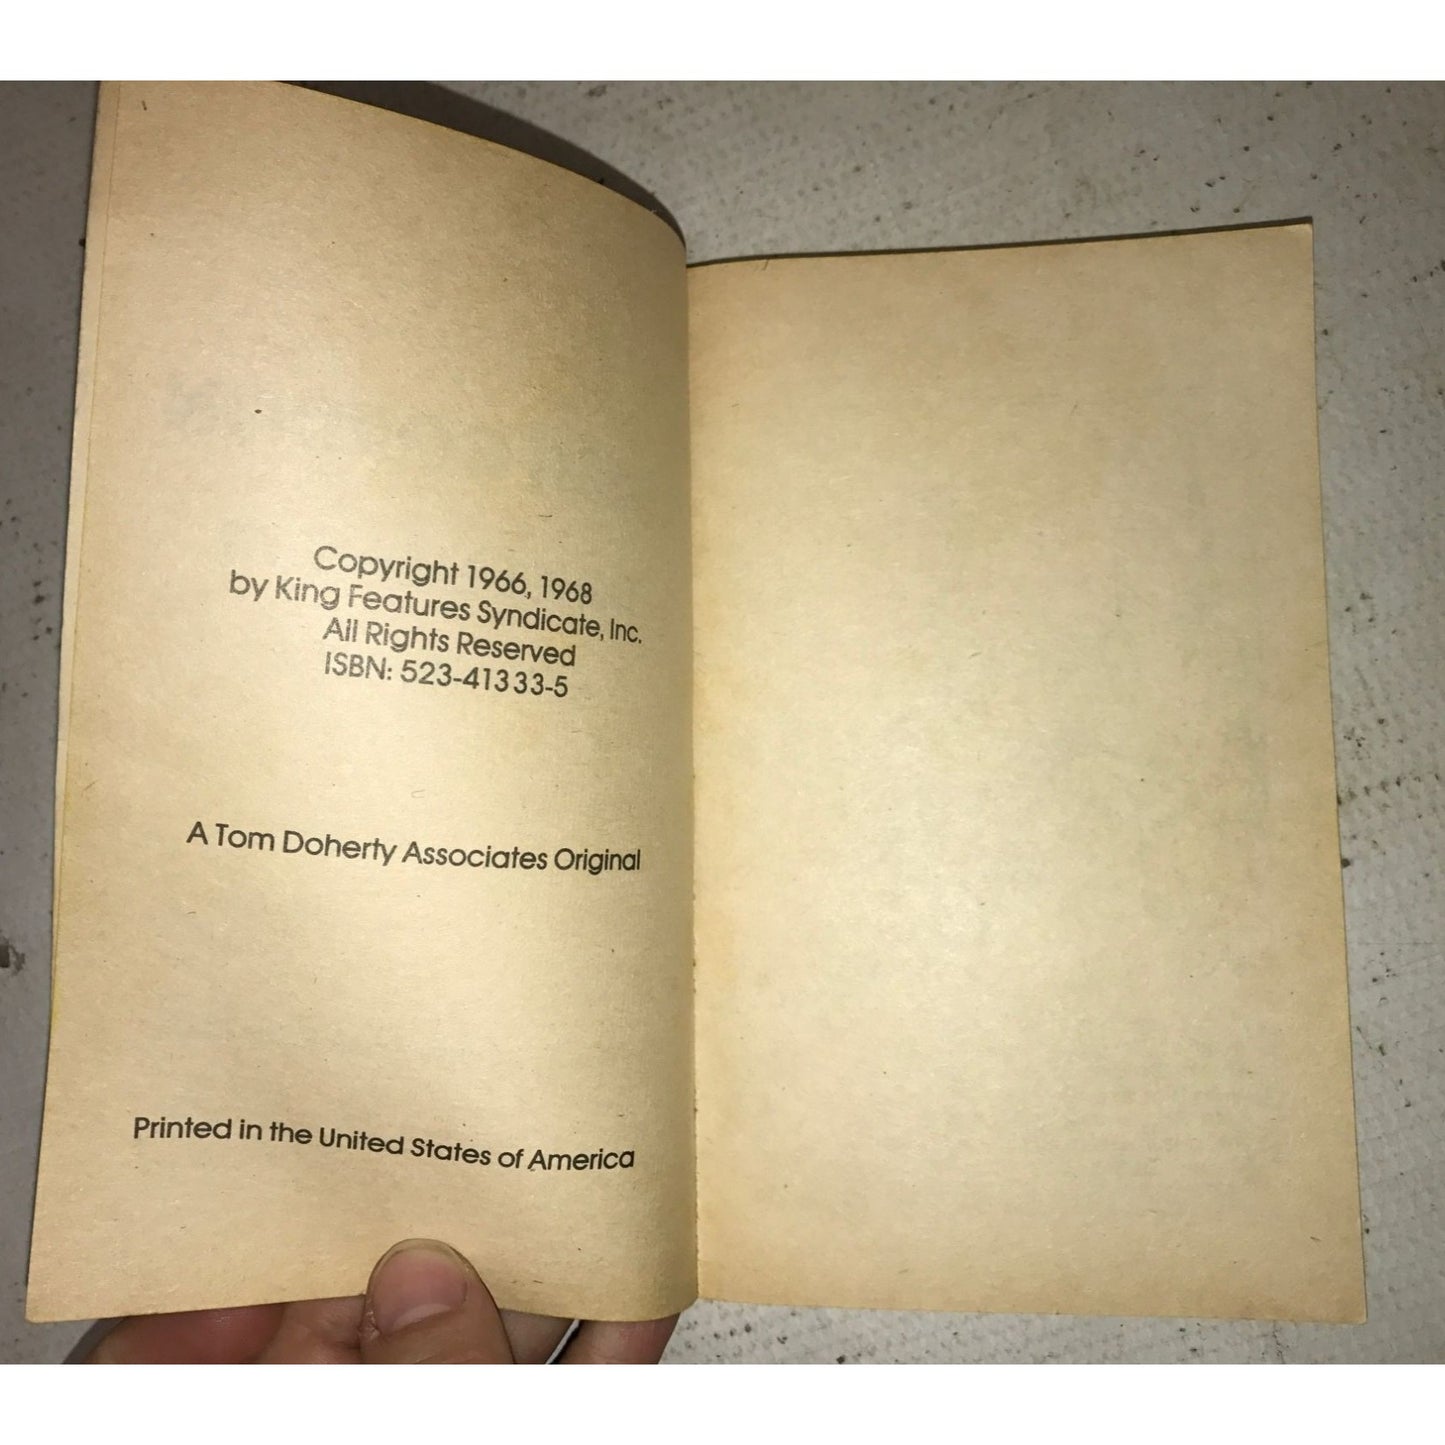 Copyright 1966, 1968
by King Features Syndicate, Inc.
All Rights Reserved
ISBN: 523-41333-5
A Tom Doherty Associates Original
Printed in the United States of America